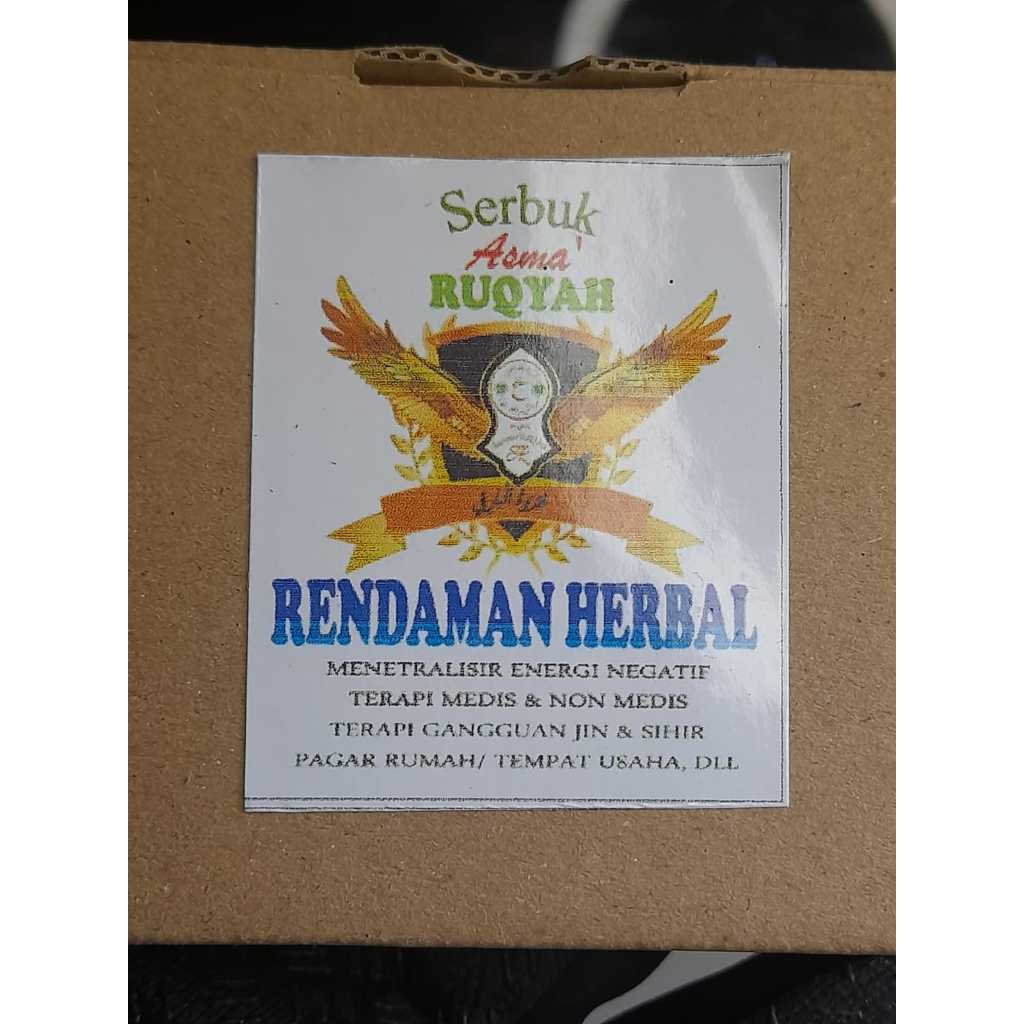 Serbuk
Asma'
RUQYAH
RENDAMAN HERBAL
MENETRALISIR ENERGI NEGATIF
TERAPI MEDIS & NON MEDIS
TERAPI GANGGUAN JIN & SIHIR
PAGAR RUMAH/ TEMPAT USAHA, DLL